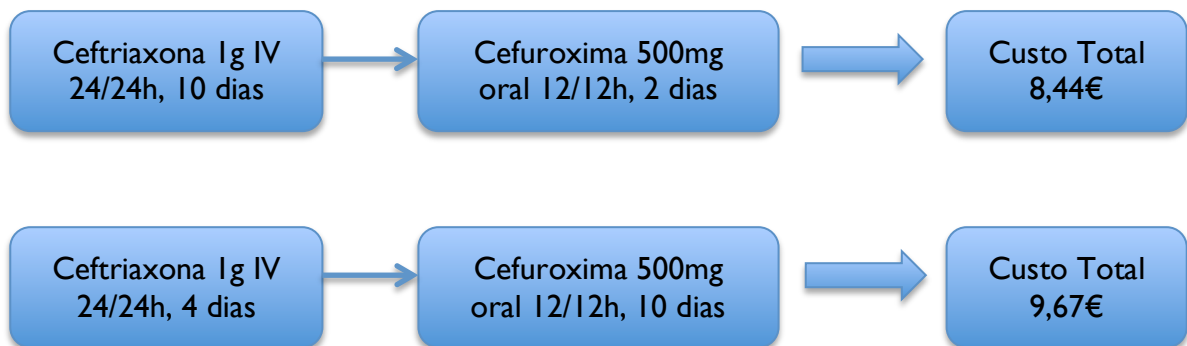 Ceftriaxona 1g IV
24/24h, 10 dias
Cefuroxima 500mg
oral 12/12h, 2 dias
Custo Total
8,44€
Ceftriaxona 1g IV
24/24h, 4 dias
Cefuroxima 500mg
oral 12/12h, 10 dias
Custo Total
9,67€